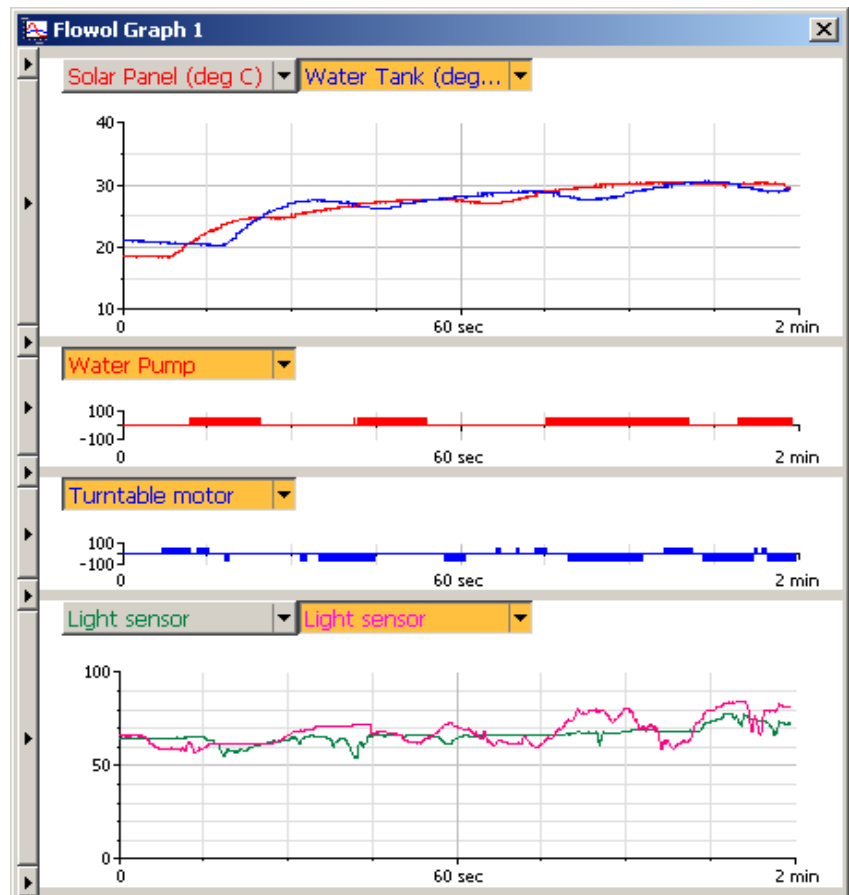 Flowol Graph 1
Solar Panel (deg C) Water Tank (deg...
40
30
20
10
0 60 sec 2 min
Water Pump
100
-100
0 60 sec 2 min
Turntable motor
100
-100
0 60 sec 2 min
Light sensor Light sensor
100
50
0
0 60 sec 2 min